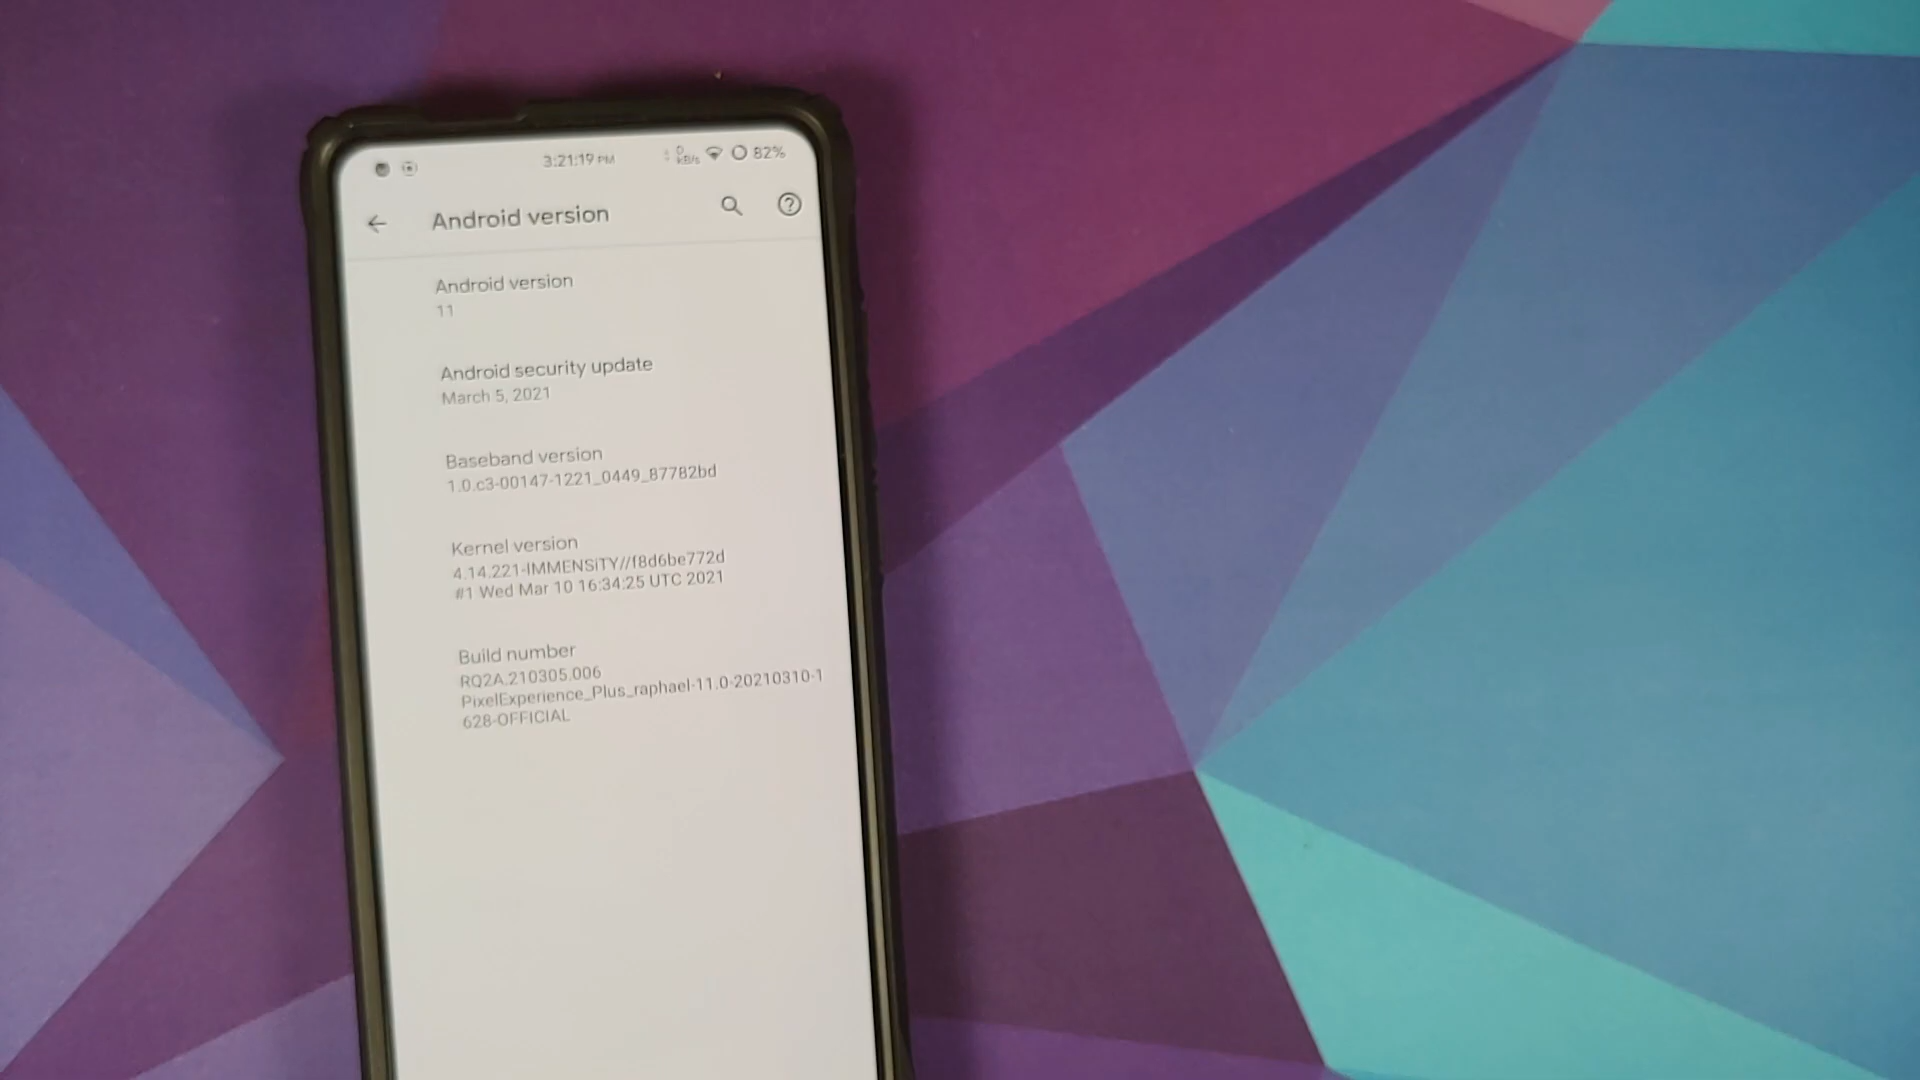 3:21:19 PM 0 kB/s 82%
Android version
Android version
11
Android security update
March 5, 2021
Baseband version
1.0.c3-00147-1221_0449_87782bd
Kernel version
4.14.221-IMMENSiTY//f8d6be772d
#1 Wed Mar 10 16:34:25 UTC 2021
Build number
RQ2A.210305.006
PixelExperience_Plus_raphael-11.0-20210310-1
628-OFFICIAL